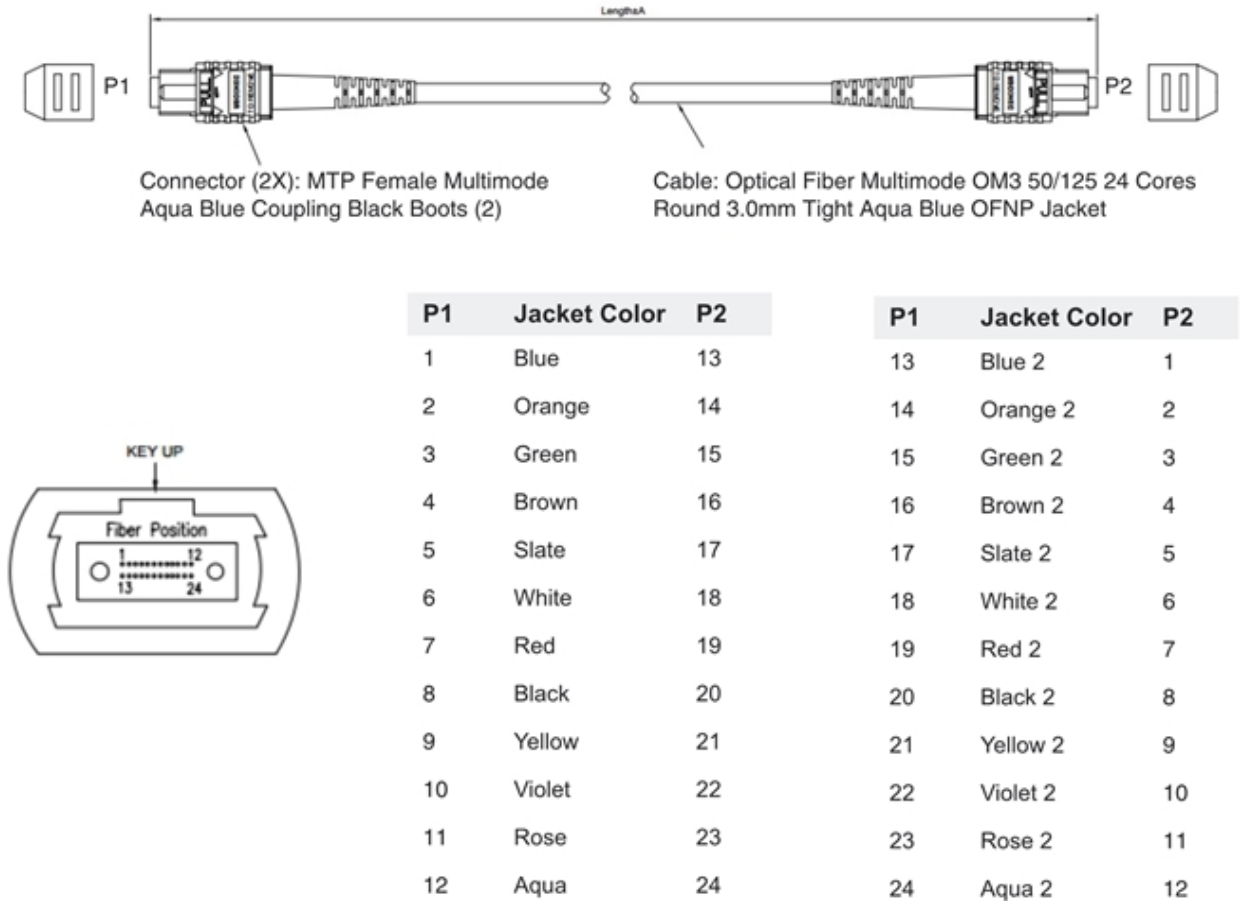 LengthsA
P1
PULL
PULL
P2
Connector (2X): MTP Female Multimode
Aqua Blue Coupling Black Boots (2)
Cable: Optical Fiber Multimode OM3 50/125 24 Cores
Round 3.0mm Tight Aqua Blue OFNP Jacket
P1 Jacket Color P2
1 Blue 13
2 Orange 14
3 Green 15
4 Brown 16
5 Slate 17
6 White 18
7 Red 19
8 Black 20
9 Yellow 21
10 Violet 22
11 Rose 23
12 Aqua 24
P1 Jacket Color P2
13 Blue 2 1
14 Orange 2 2
15 Green 2 3
16 Brown 2 4
17 Slate 2 5
18 White 2 6
19 Red 2 7
20 Black 2 8
21 Yellow 2 9
22 Violet 2 10
23 Rose 2 11
24 Aqua 2 12
KEY UP
Fiber Position
1 12
13 24